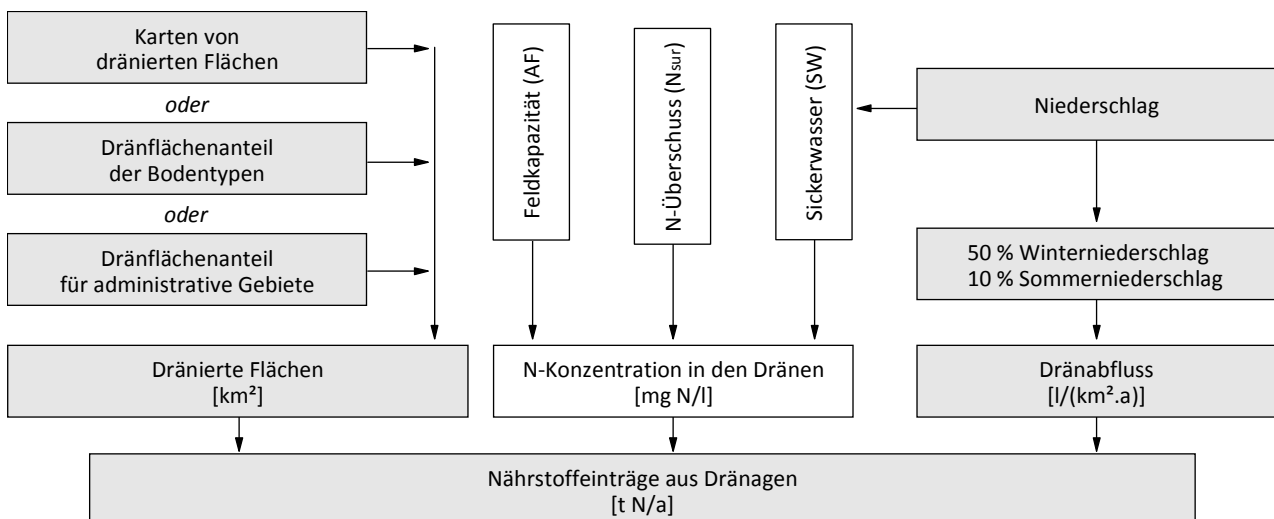 Karten von
dränierten Flächen
oder
Dränflächenanteil
der Bodentypen
oder
Dränflächenanteil
für administrative Gebiete
Feldkapazität (AF)
N-Überschuss (Nsur)
Sickerwasser (SW)
Niederschlag
50 % Winterniederschlag
10 % Sommerniederschlag
Dränierte Flächen
[km²]
N-Konzentration in den Dränen
[mg N/l]
Dränabfluss
[l/(km².a)]
Nährstoffeinträge aus Dränagen
[t N/a]